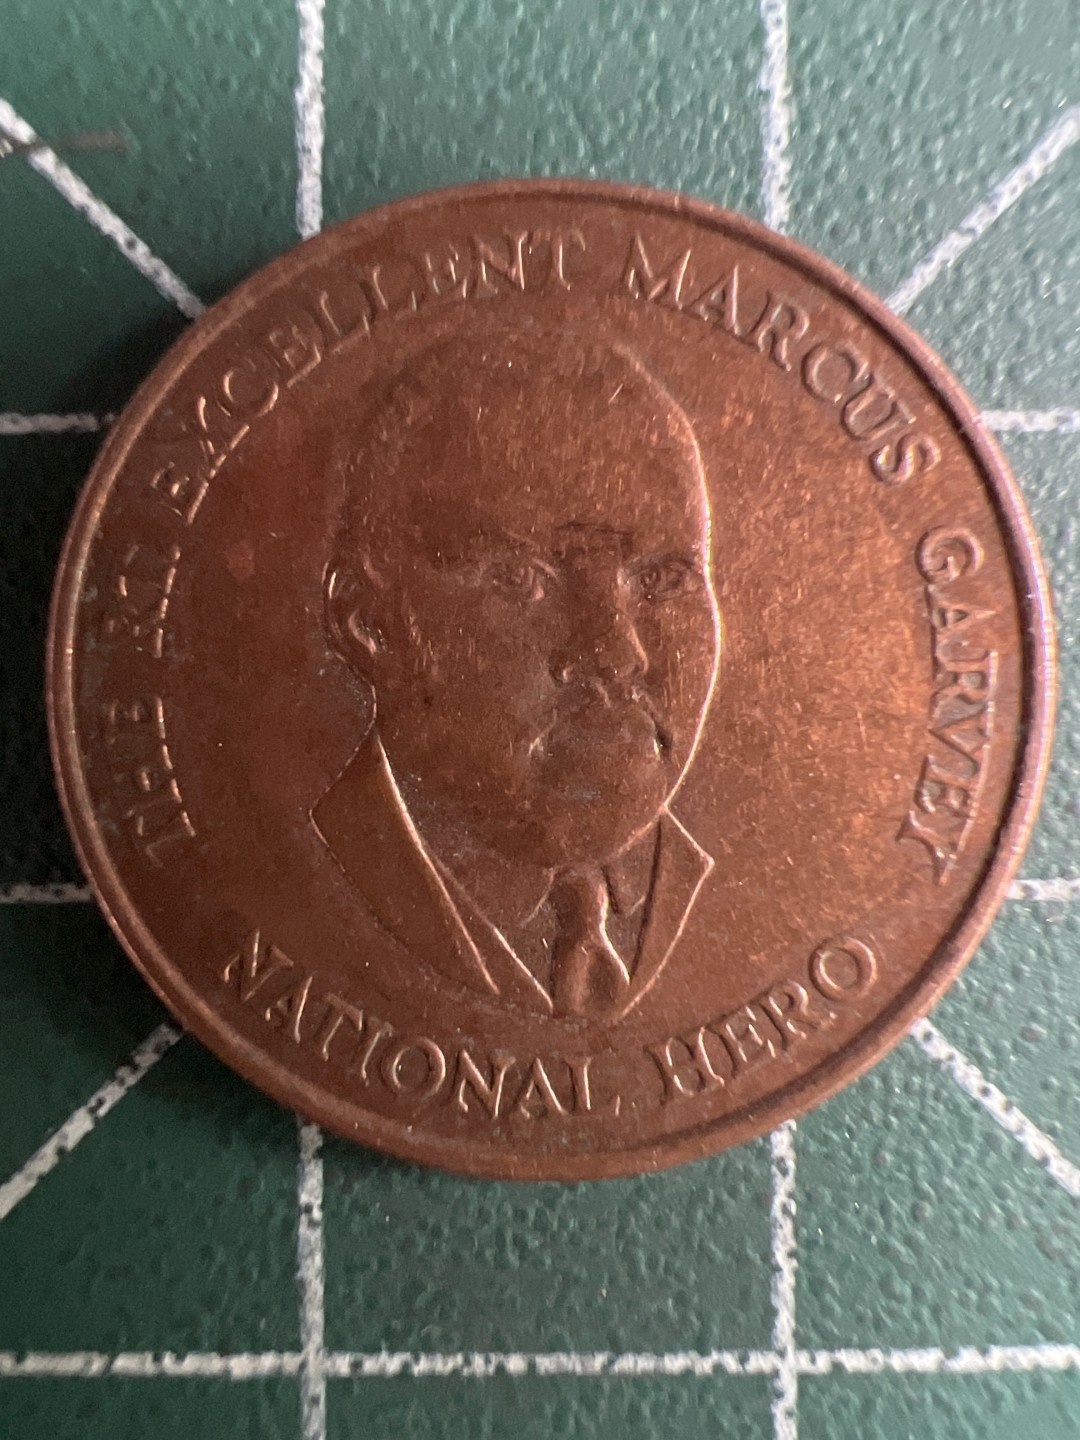 THE RT. EXCELLENT MARCUS GARVEY
NATIONAL HERO